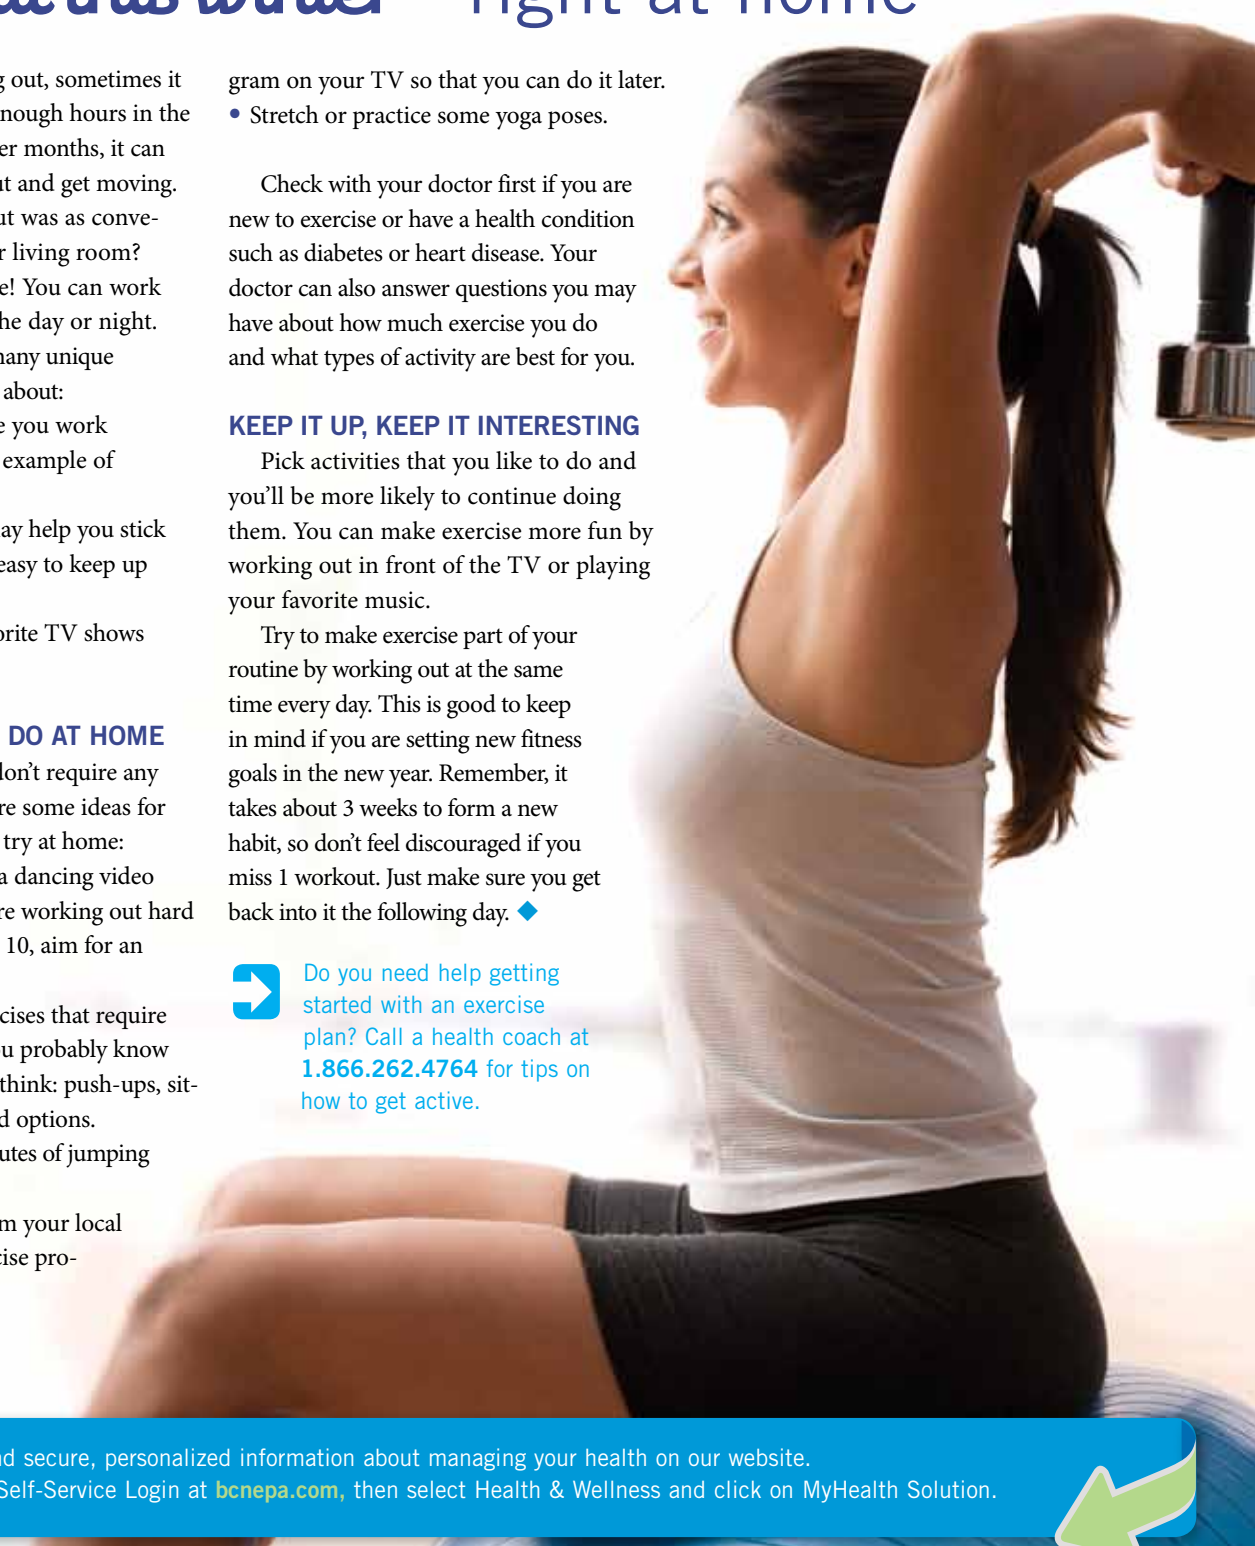 this winter right at home
g out, sometimes it
nough hours in the
er months, it can
ut and get moving.
ut was as conve-
r living room?
e! You can work
he day or night.
nany unique
about:
e you work
example of
ay help you stick
easy to keep up
orite TV shows
DO AT HOME
don't require any
re some ideas for
try at home:
a dancing video
re working out hard
10, aim for an
cises that require
ou probably know
think: push-ups, sit-
d options.
utes of jumping
m your local
cise pro-
gram on your TV so that you can do it later.
• Stretch or practice some yoga poses.
Check with your doctor first if you are
new to exercise or have a health condition
such as diabetes or heart disease. Your
doctor can also answer questions you may
have about how much exercise you do
and what types of activity are best for you.
KEEP IT UP, KEEP IT INTERESTING
Pick activities that you like to do and
you'll be more likely to continue doing
them. You can make exercise more fun by
working out in front of the TV or playing
your favorite music.
Try to make exercise part of your
routine by working out at the same
time every day. This is good to keep
in mind if you are setting new fitness
goals in the new year. Remember, it
takes about 3 weeks to form a new
habit, so don't feel discouraged if you
miss 1 workout. Just make sure you get
back into it the following day.
Do you need help getting
started with an exercise
plan? Call a health coach at
1.866.262.4764 for tips on
how to get active.
nd secure, personalized information about managing your health on our website.
Self-Service Login at bcnepa.com, then select Health & Wellness and click on MyHealth Solution.